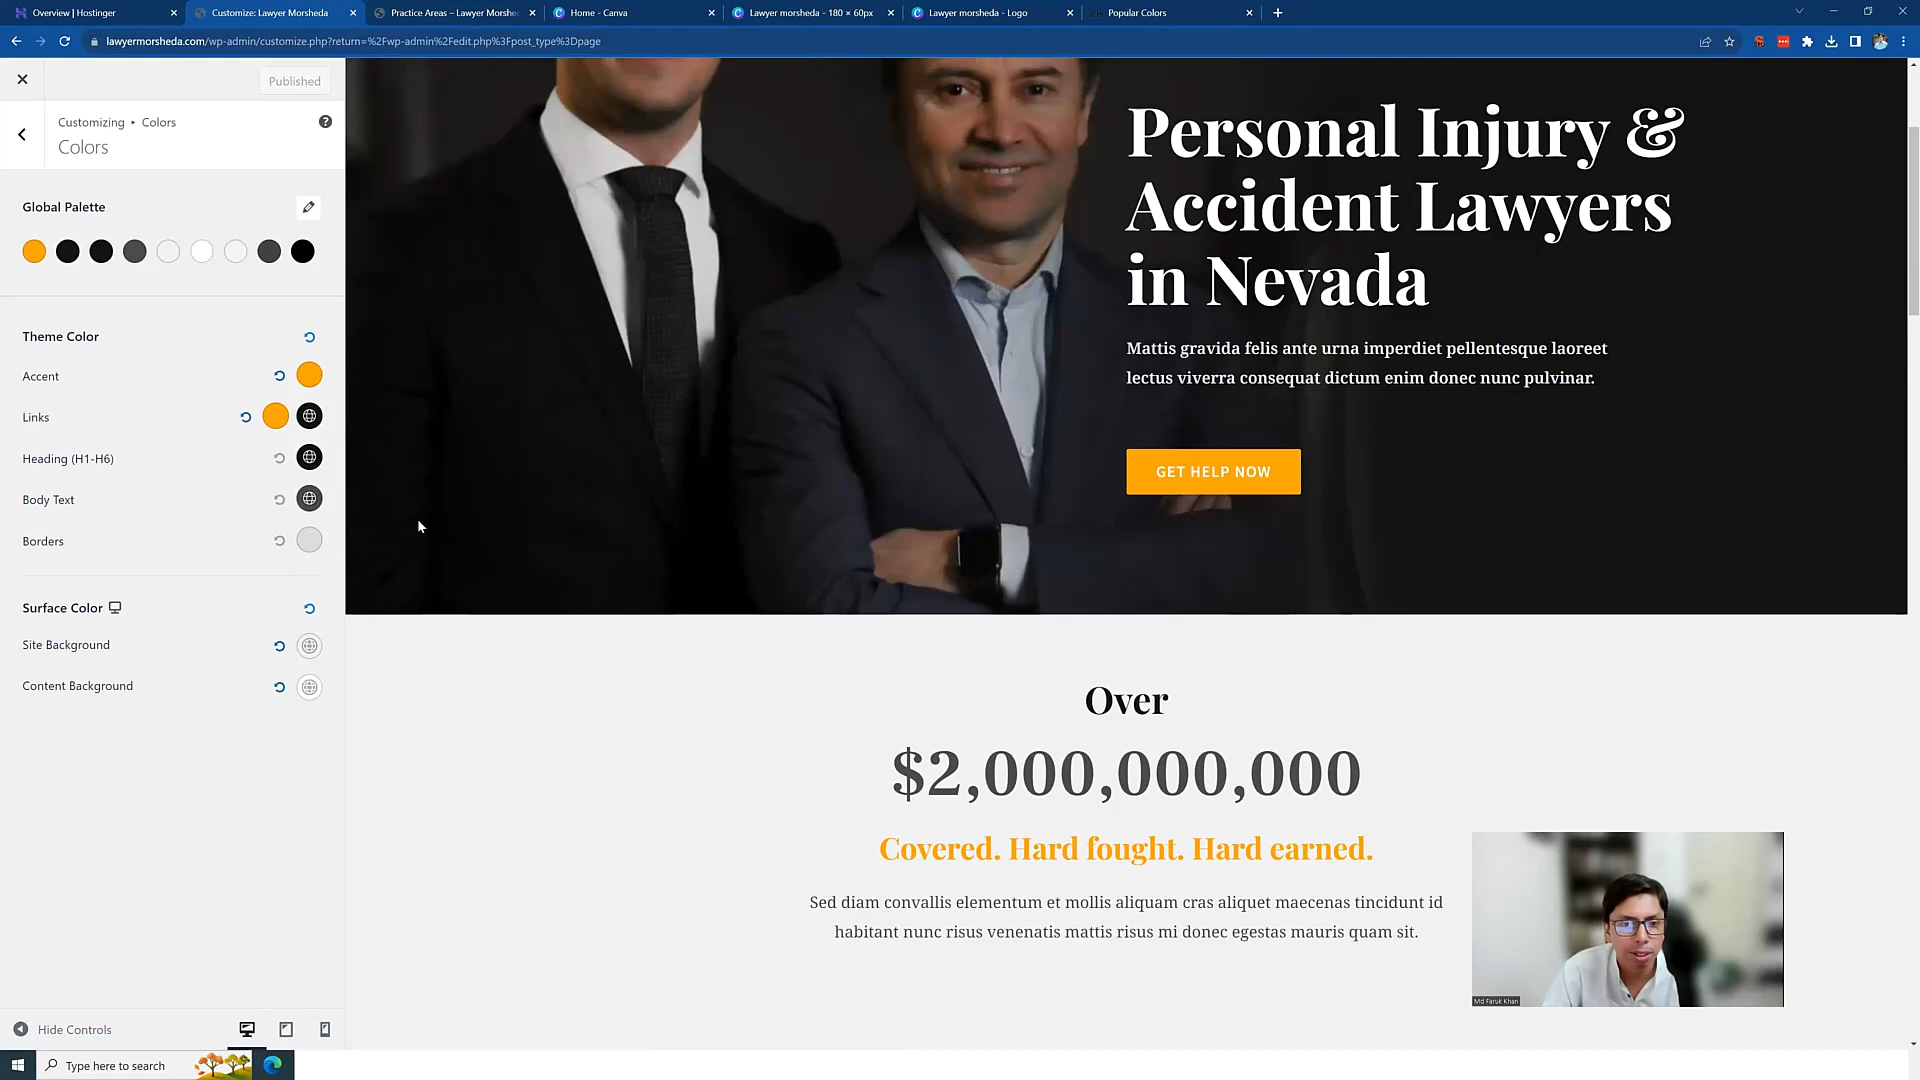 Overview | Hostinger
Customize: Lawyer Morsheda
Practice Areas – Lawyer Morshe
Home - Canva
Lawyer morsheda - 180 × 60px
Lawyer morsheda - Logo
Popular Colors
lawyermorsheda.com/wp-admin/customize.php?return=%2Fwp-admin%2Fedit.php%3Fpost_type%3Dpage
Published
Customizing ▸ Colors
Colors
Global Palette
Theme Color
Accent
Links
Heading (H1-H6)
Body Text
Borders
Surface Color
Site Background
Content Background
Hide Controls
Personal Injury &
Accident Lawyers
in Nevada
Mattis gravida felis ante urna imperdiet pellentesque laoreet
lectus viverra consequat dictum enim donec nunc pulvinar.
GET HELP NOW
Over
$2,000,000,000
Covered. Hard fought. Hard earned.
Sed diam convallis elementum et mollis aliquam cras aliquet maecenas tincidunt id
habitant nunc risus venenatis mattis risus mi donec egestas mauris quam sit.
Md Faruk Khan
Type here to search